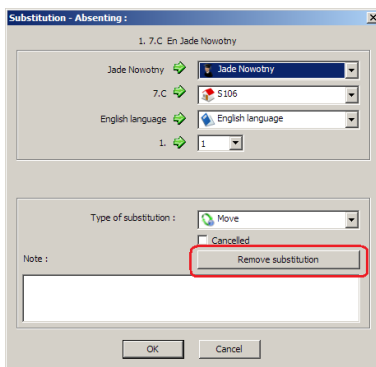 Substitution - Absenting :
1. 7.C En Jade Nowotny
Jade Nowotny Jade Nowotny
7.C S106
English language English language
1. 1
Type of substitution : Move
Cancelled
Note : Remove substitution
OK Cancel